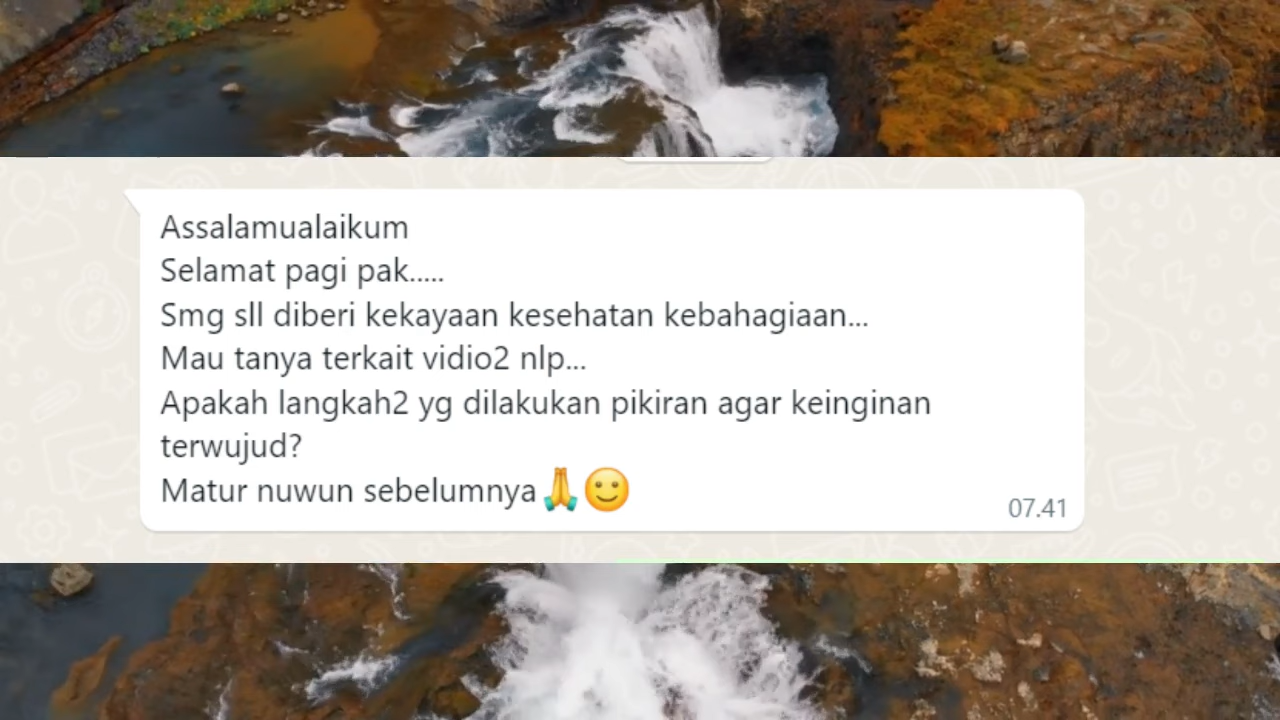 Assalamualaikum
Selamat pagi pak.....
Smg sll diberi kekayaan kesehatan kebahagiaan...
Mau tanya terkait vidio2 nlp...
Apakah langkah2 yg dilakukan pikiran agar keinginan
terwujud?
Matur nuwun sebelumnya🙏🙂
07.41